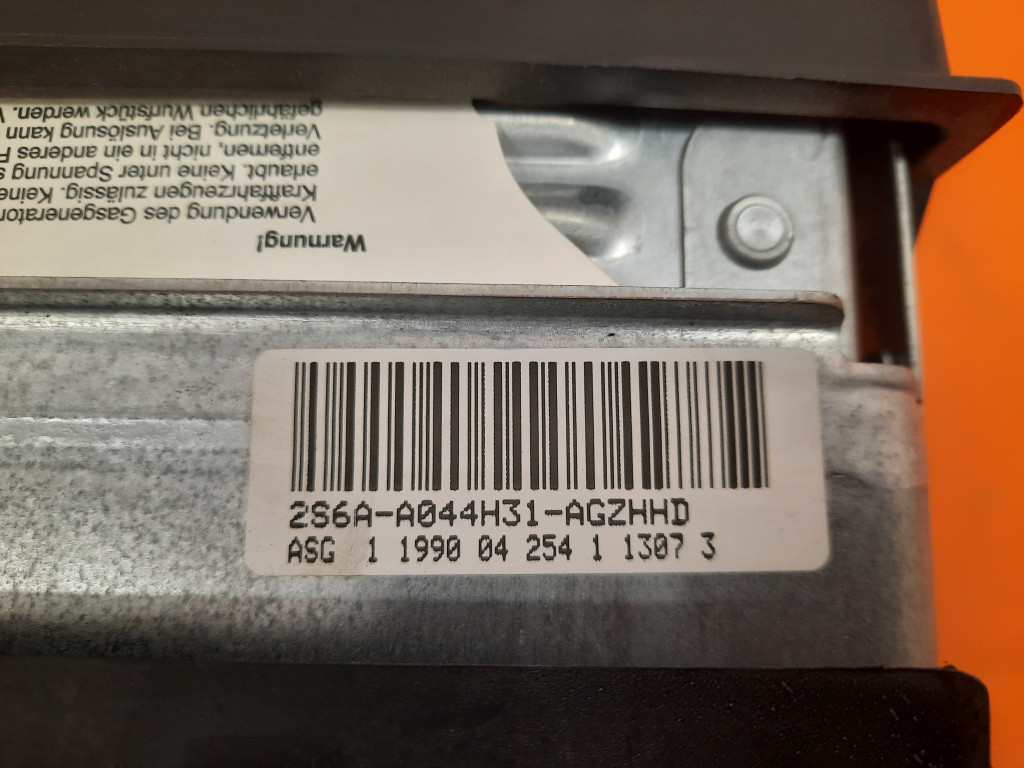 Warnung!
Verwendung des Gasgenerator
Kraftfahrzeugen zulässig. Keine
erlaubt. Keine unter Spannung s
entfernen, nicht in ein anderes F
Verletzung. Bei Auslösung kann
gefährlichen Wurfstück werden.
2S6A-A044H31-AGZHHD
ASG 1 1990 04 254 1 1307 3